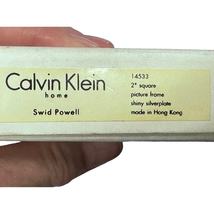 Calvin Klein
home
Swid Powell
14533
2" square
picture frame
shiny silverplate
made in Hong Kong